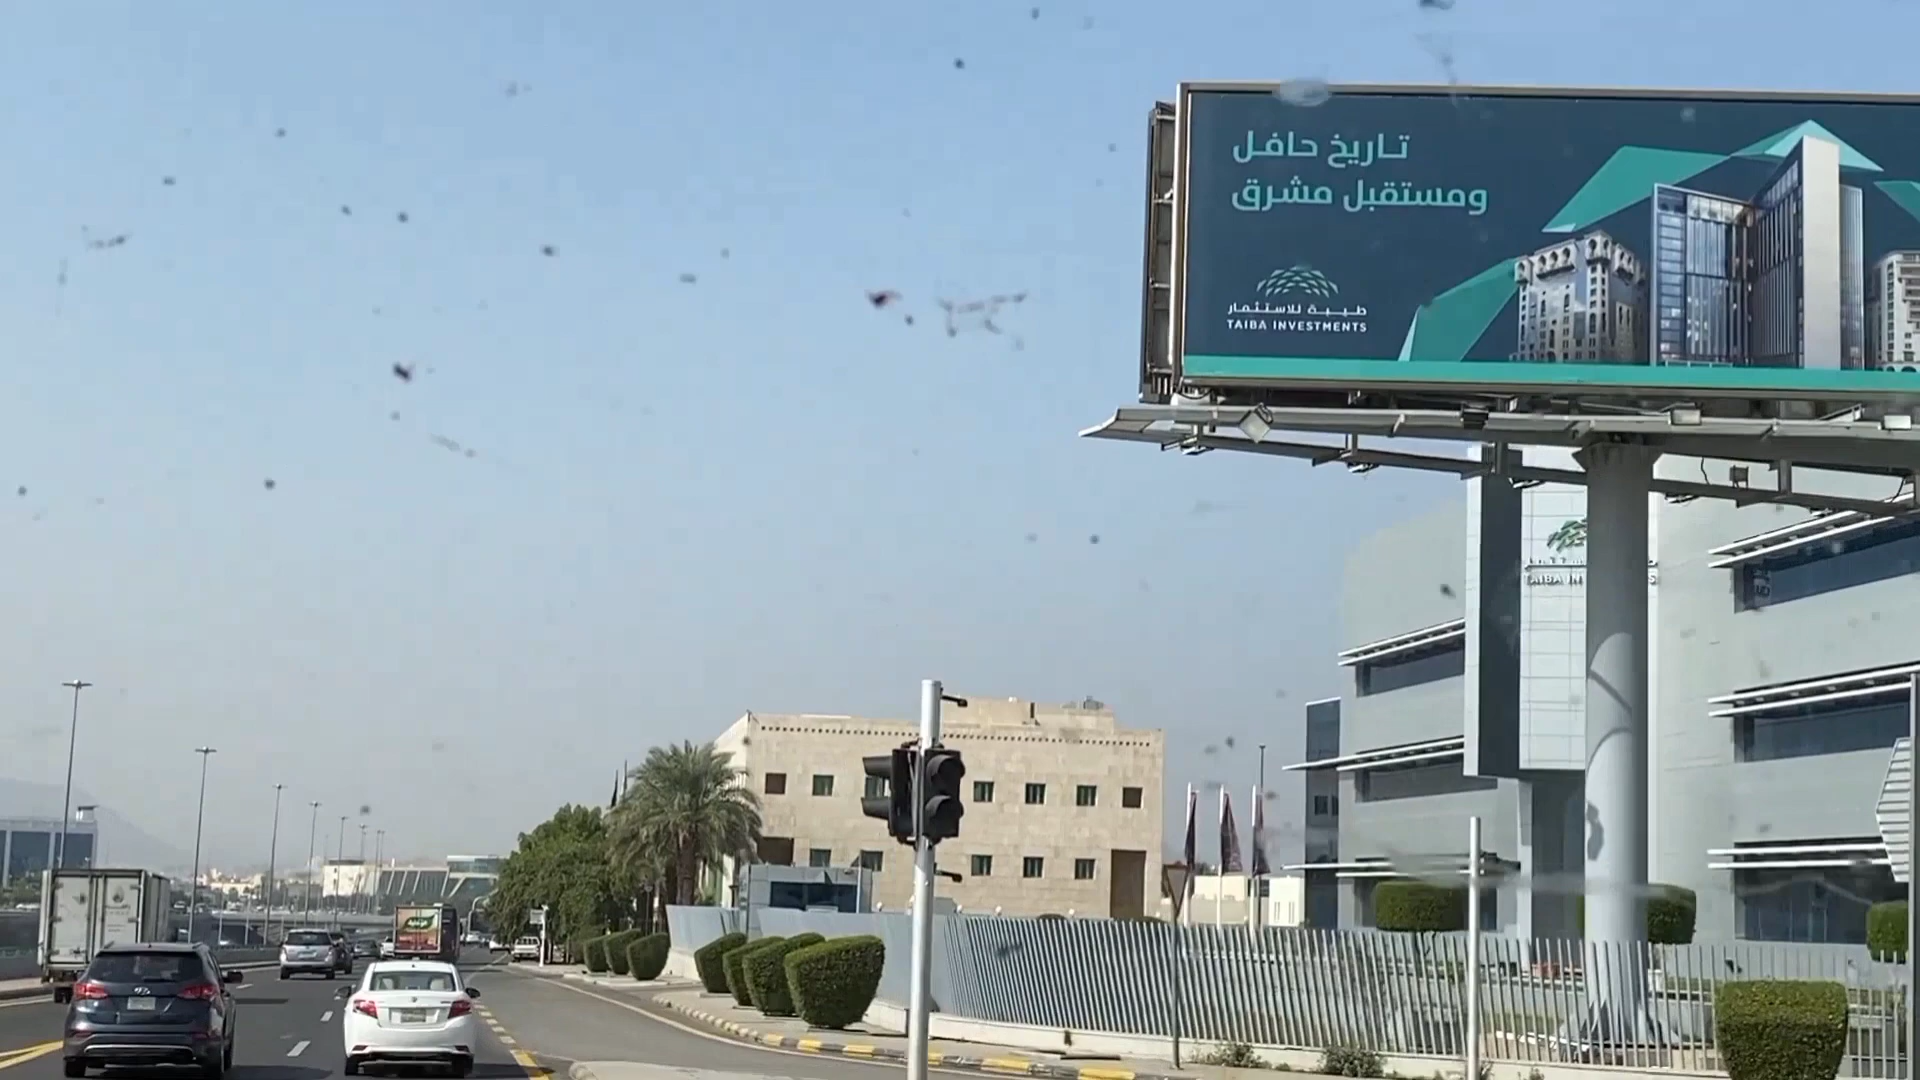 تاريخ حافل
ومستقبل مشرق
طيبة للاستثمار
TAIBA INVESTMENTS
TAIBA IN